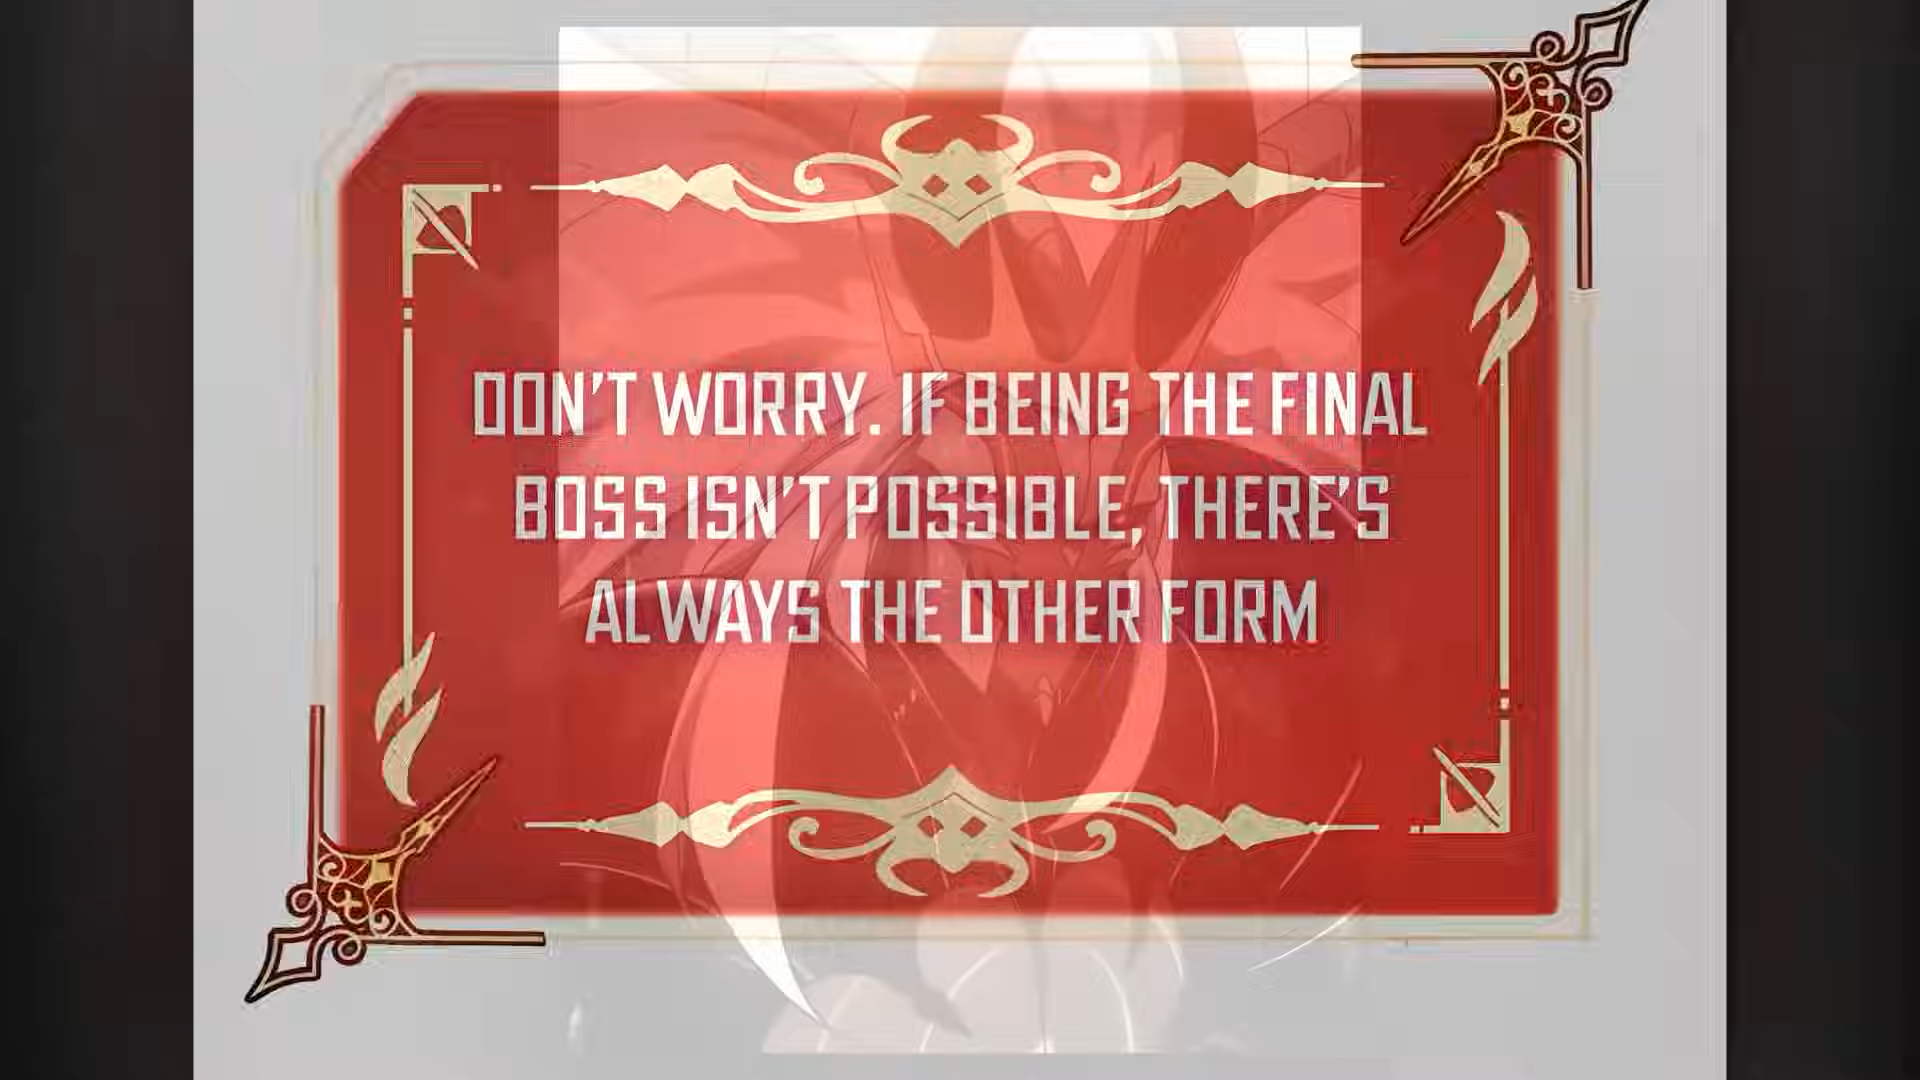 DON'T WORRY. IF BEING THE FINAL
BOSS ISN'T POSSIBLE, THERE'S
ALWAYS THE OTHER FORM